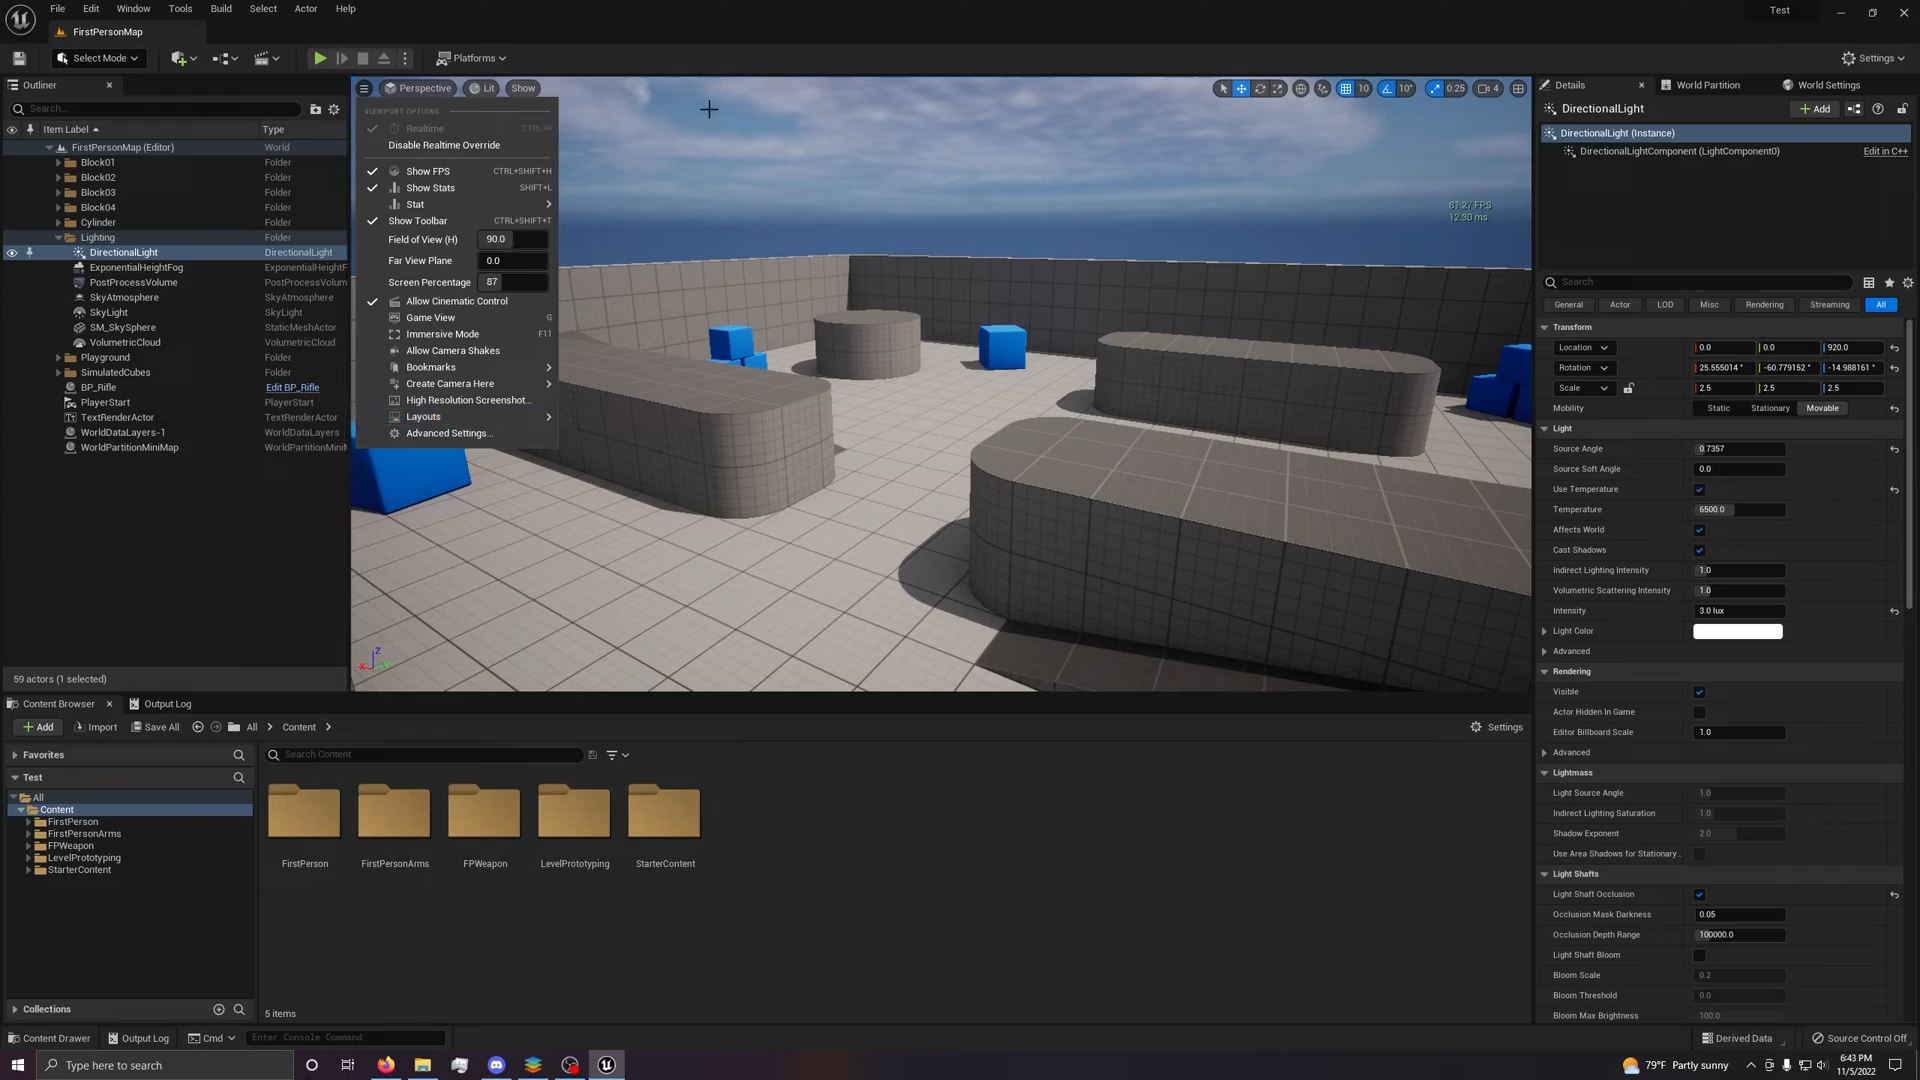 File Edit Window Tools Build Select Actor Help
Test
FirstPersonMap
Select Mode
Platforms
Settings
Outliner
Search...
Item Label Type
FirstPersonMap (Editor) World
Block01 Folder
Block02 Folder
Block03 Folder
Block04 Folder
Cylinder Folder
Lighting Folder
DirectionalLight DirectionalLight
ExponentialHeightFog ExponentialHeightF
PostProcessVolume PostProcessVolume
SkyAtmosphere SkyAtmosphere
SkyLight SkyLight
SM_SkySphere StaticMeshActor
VolumetricCloud VolumetricCloud
Playground Folder
SimulatedCubes Folder
BP_Rifle Edit BP_Rifle
PlayerStart PlayerStart
TextRenderActor TextRenderActor
WorldDataLayers-1 WorldDataLayers
WorldPartitionMiniMap WorldPartitionMini
59 actors (1 selected)
Perspective Lit Show
10 10° 0.25 4
VIEWPORT OPTIONS
Realtime CTRL+R
Disable Realtime Override
Show FPS CTRL+SHIFT+H
Show Stats SHIFT+L
Stat
Show Toolbar CTRL+SHIFT+T
Field of View (H) 90.0
Far View Plane 0.0
Screen Percentage 87
Allow Cinematic Control
Game View G
Immersive Mode F11
Allow Camera Shakes
Bookmarks
Create Camera Here
High Resolution Screenshot...
Layouts
Advanced Settings...
81.27 FPS
12.30 ms
Z
X Y
Details World Partition World Settings
DirectionalLight Add
DirectionalLight (Instance)
DirectionalLightComponent (LightComponent0) Edit in C++
Search
General Actor LOD Misc Rendering Streaming All
Transform
Location 0.0 0.0 920.0
Rotation 25.555014 ° -60.779152 ° -14.988161 °
Scale 2.5 2.5 2.5
Mobility Static Stationary Movable
Light
Source Angle 0.7357
Source Soft Angle 0.0
Use Temperature
Temperature 6500.0
Affects World
Cast Shadows
Indirect Lighting Intensity 1.0
Volumetric Scattering Intensity 1.0
Intensity 3.0 lux
Light Color
Advanced
Rendering
Visible
Actor Hidden In Game
Editor Billboard Scale 1.0
Advanced
Lightmass
Light Source Angle 1.0
Indirect Lighting Saturation 1.0
Shadow Exponent 2.0
Use Area Shadows for Stationary...
Light Shafts
Light Shaft Occlusion
Occlusion Mask Darkness 0.05
Occlusion Depth Range 100000.0
Light Shaft Bloom
Bloom Scale 0.2
Bloom Threshold 0.0
Bloom Max Brightness 100.0
Content Browser Output Log
Add Import Save All All Content Settings
Favorites
Test
All
Content
FirstPerson
FirstPersonArms
FPWeapon
LevelPrototyping
StarterContent
Collections
Search Content
FirstPerson FirstPersonArms FPWeapon LevelPrototyping StarterContent
5 items
Content Drawer Output Log Cmd Enter Console Command Derived Data Source Control Off
Type here to search
79°F Partly sunny
6:43 PM
11/5/2022